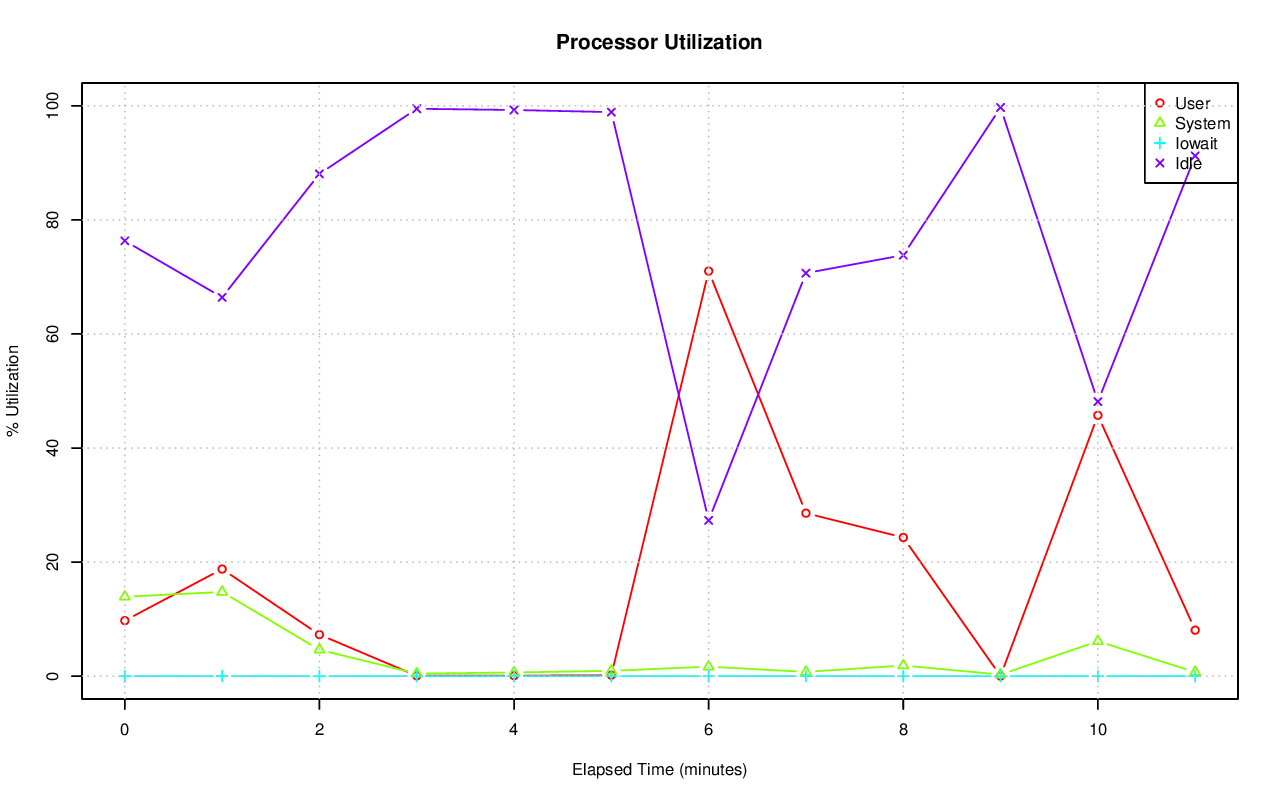 Processor Utilization
% Utilization
100
80
60
40
20
0
User
System
Iowait
Idle
0 2 4 6 8 10
Elapsed Time (minutes)